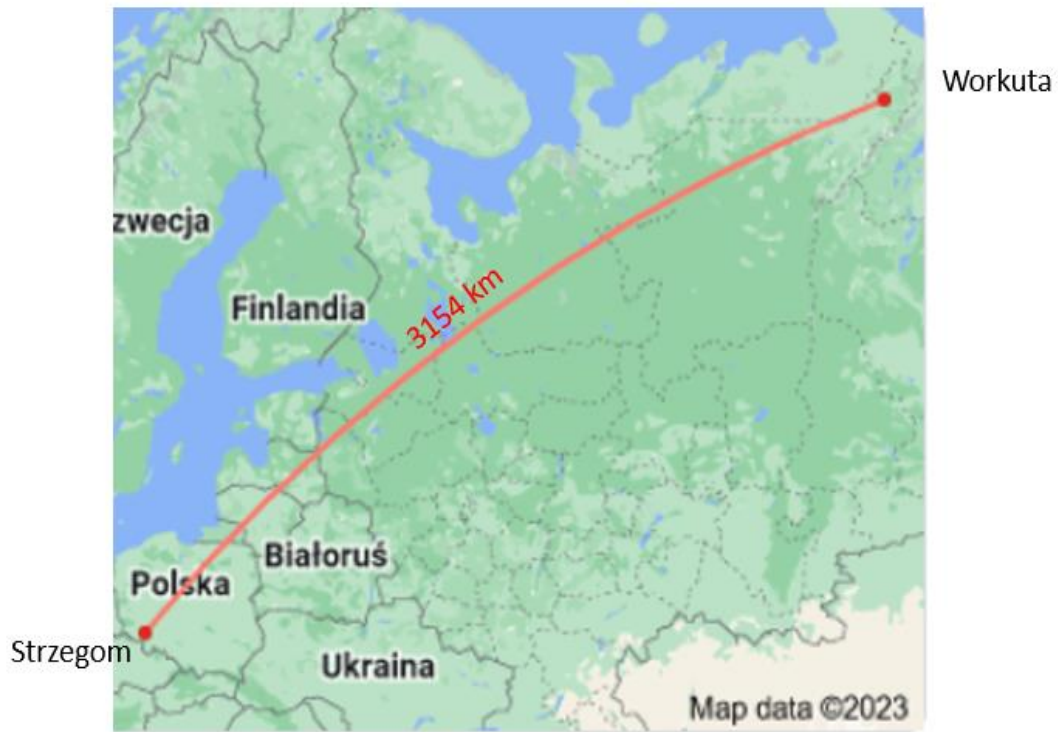 Workuta
zwecja
Finlandia
3154 km
Białoruś
Polska
Strzegom
Ukraina
Map data ©2023